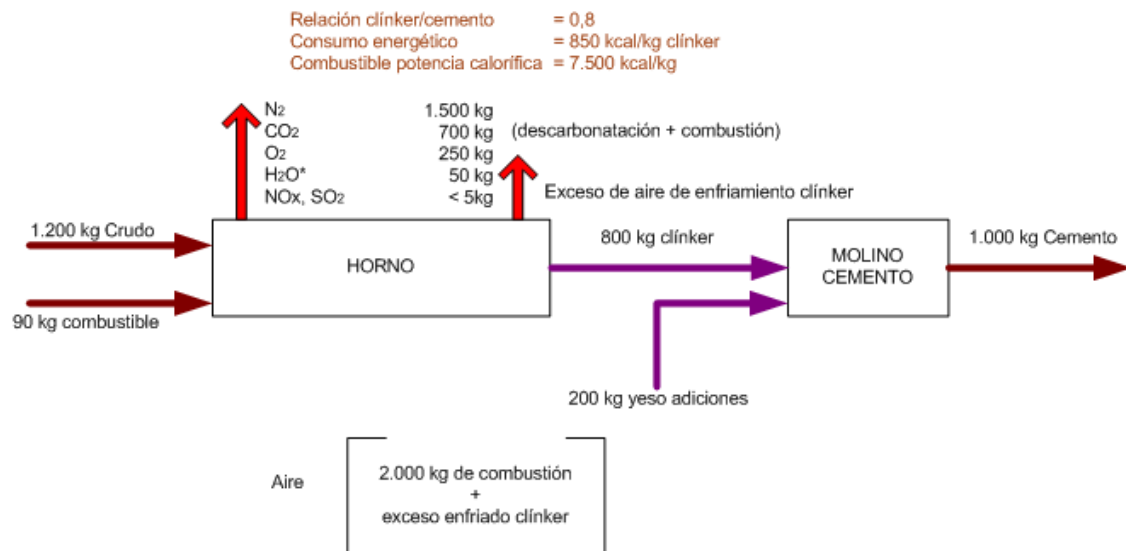 Relación clínker/cemento = 0,8
Consumo energético = 850 kcal/kg clínker
Combustible potencia calorífica = 7.500 kcal/kg
N2 1.500 kg
CO2 700 kg (descarbonatación + combustión)
O2 250 kg
H2O* 50 kg
NOx, SO2 < 5kg
Exceso de aire de enfriamiento clínker
1.200 kg Crudo
HORNO
800 kg clínker
MOLINO
CEMENTO
1.000 kg Cemento
90 kg combustible
200 kg yeso adiciones
Aire
2.000 kg de combustión
+
exceso enfriado clínker